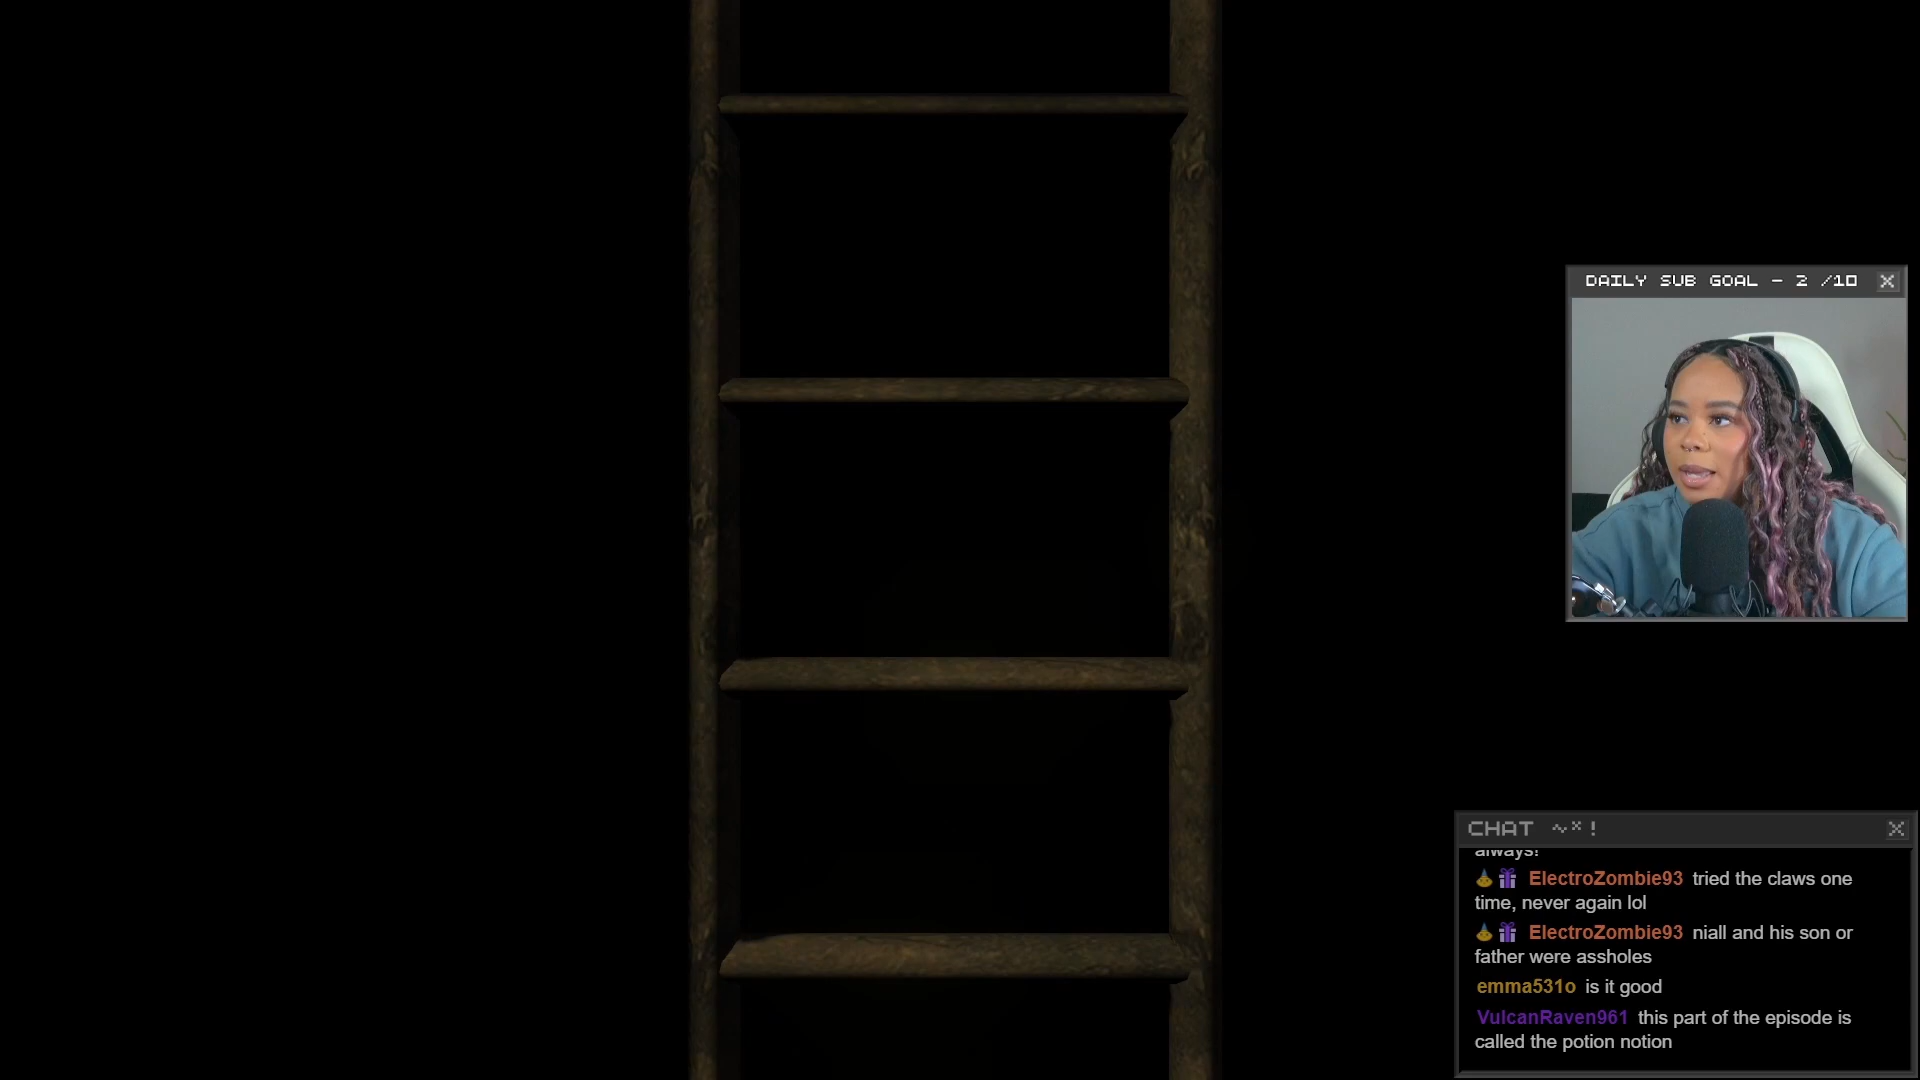 DAILY SUB GOAL - 2 /10
CHAT ~*!
always!
ElectroZombie93 tried the claws one
time, never again lol
ElectroZombie93 niall and his son or
father were assholes
emma531o is it good
VulcanRaven961 this part of the episode is
called the potion notion